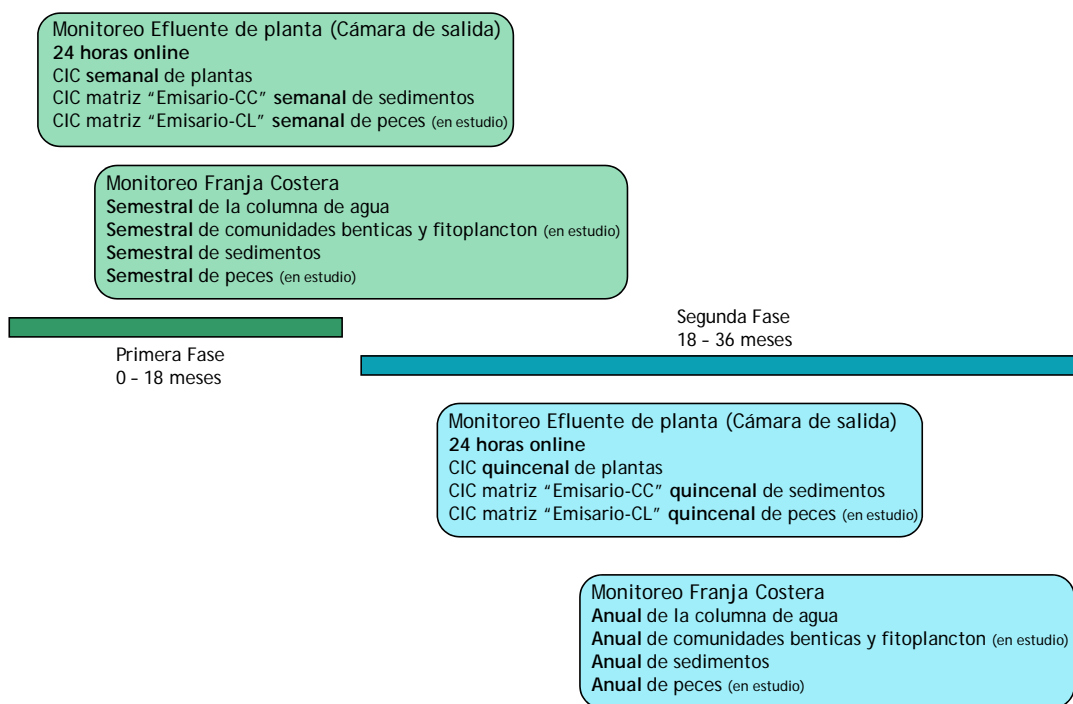 Monitoreo Efluente de planta (Cámara de salida)
24 horas online
CIC semanal de plantas
CIC matriz “Emisario-CC” semanal de sedimentos
CIC matriz “Emisario-CL” semanal de peces (en estudio)
Monitoreo Franja Costera
Semestral de la columna de agua
Semestral de comunidades benticas y fitoplancton (en estudio)
Semestral de sedimentos
Semestral de peces (en estudio)
Primera Fase
0 – 18 meses
Segunda Fase
18 – 36 meses
Monitoreo Efluente de planta (Cámara de salida)
24 horas online
CIC quincenal de plantas
CIC matriz “Emisario-CC” quincenal de sedimentos
CIC matriz “Emisario-CL” quincenal de peces (en estudio)
Monitoreo Franja Costera
Anual de la columna de agua
Anual de comunidades benticas y fitoplancton (en estudio)
Anual de sedimentos
Anual de peces (en estudio)